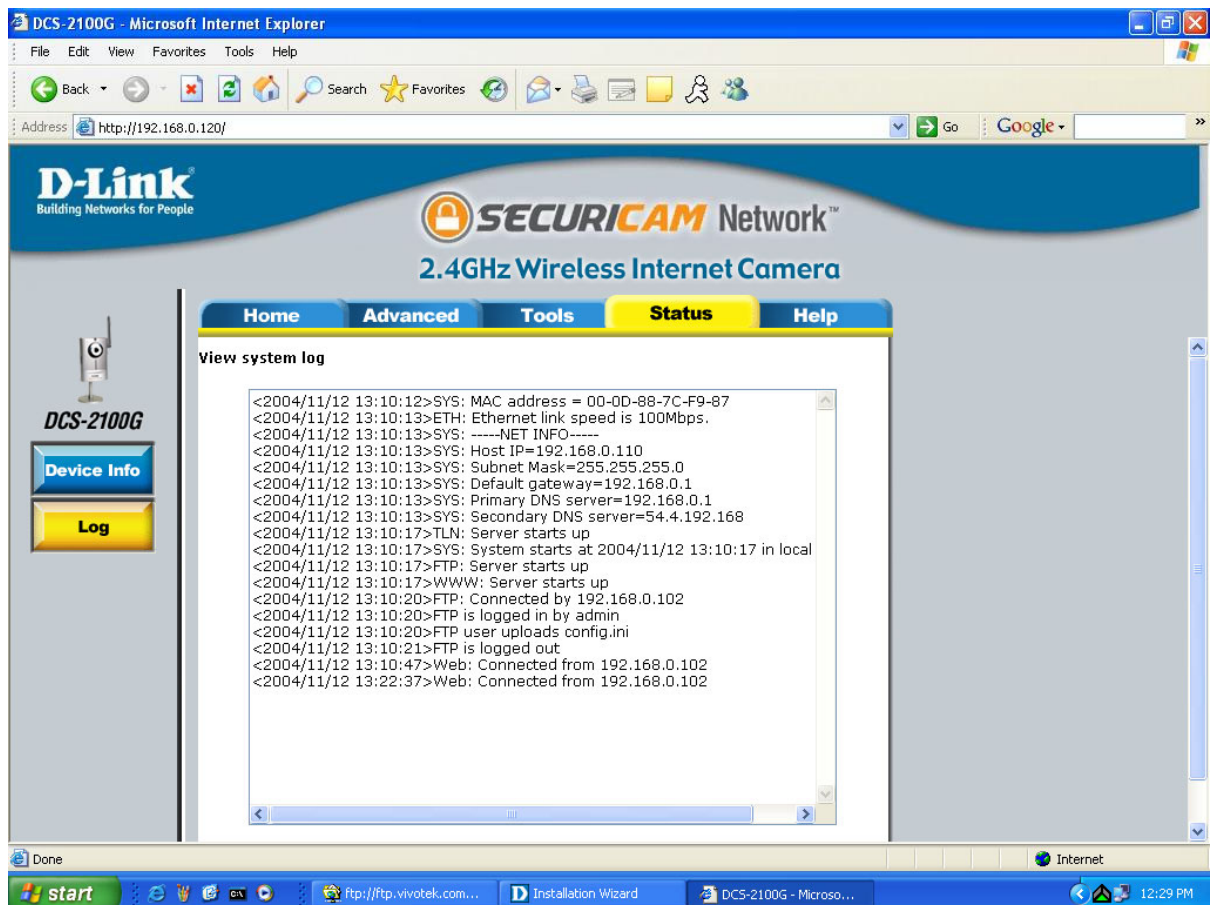 DCS-2100G - Microsoft Internet Explorer
File Edit View Favorites Tools Help
Back Search Favorites
Address http://192.168.0.120/ Go Google
D-Link
Building Networks for People
SECURICAM Network™
2.4GHz Wireless Internet Camera
Home Advanced Tools Status Help
DCS-2100G
Device Info
Log
View system log
<2004/11/12 13:10:12>SYS: MAC address = 00-0D-88-7C-F9-87
<2004/11/12 13:10:13>ETH: Ethernet link speed is 100Mbps.
<2004/11/12 13:10:13>SYS: -----NET INFO-----
<2004/11/12 13:10:13>SYS: Host IP=192.168.0.110
<2004/11/12 13:10:13>SYS: Subnet Mask=255.255.255.0
<2004/11/12 13:10:13>SYS: Default gateway=192.168.0.1
<2004/11/12 13:10:13>SYS: Primary DNS server=192.168.0.1
<2004/11/12 13:10:13>SYS: Secondary DNS server=54.4.192.168
<2004/11/12 13:10:17>TLN: Server starts up
<2004/11/12 13:10:17>SYS: System starts at 2004/11/12 13:10:17 in local
<2004/11/12 13:10:17>FTP: Server starts up
<2004/11/12 13:10:17>WWW: Server starts up
<2004/11/12 13:10:20>FTP: Connected by 192.168.0.102
<2004/11/12 13:10:20>FTP is logged in by admin
<2004/11/12 13:10:20>FTP user uploads config.ini
<2004/11/12 13:10:21>FTP is logged out
<2004/11/12 13:10:47>Web: Connected from 192.168.0.102
<2004/11/12 13:22:37>Web: Connected from 192.168.0.102
Done Internet
start ftp://ftp.vivotek.com... Installation Wizard DCS-2100G - Microso... 12:29 PM